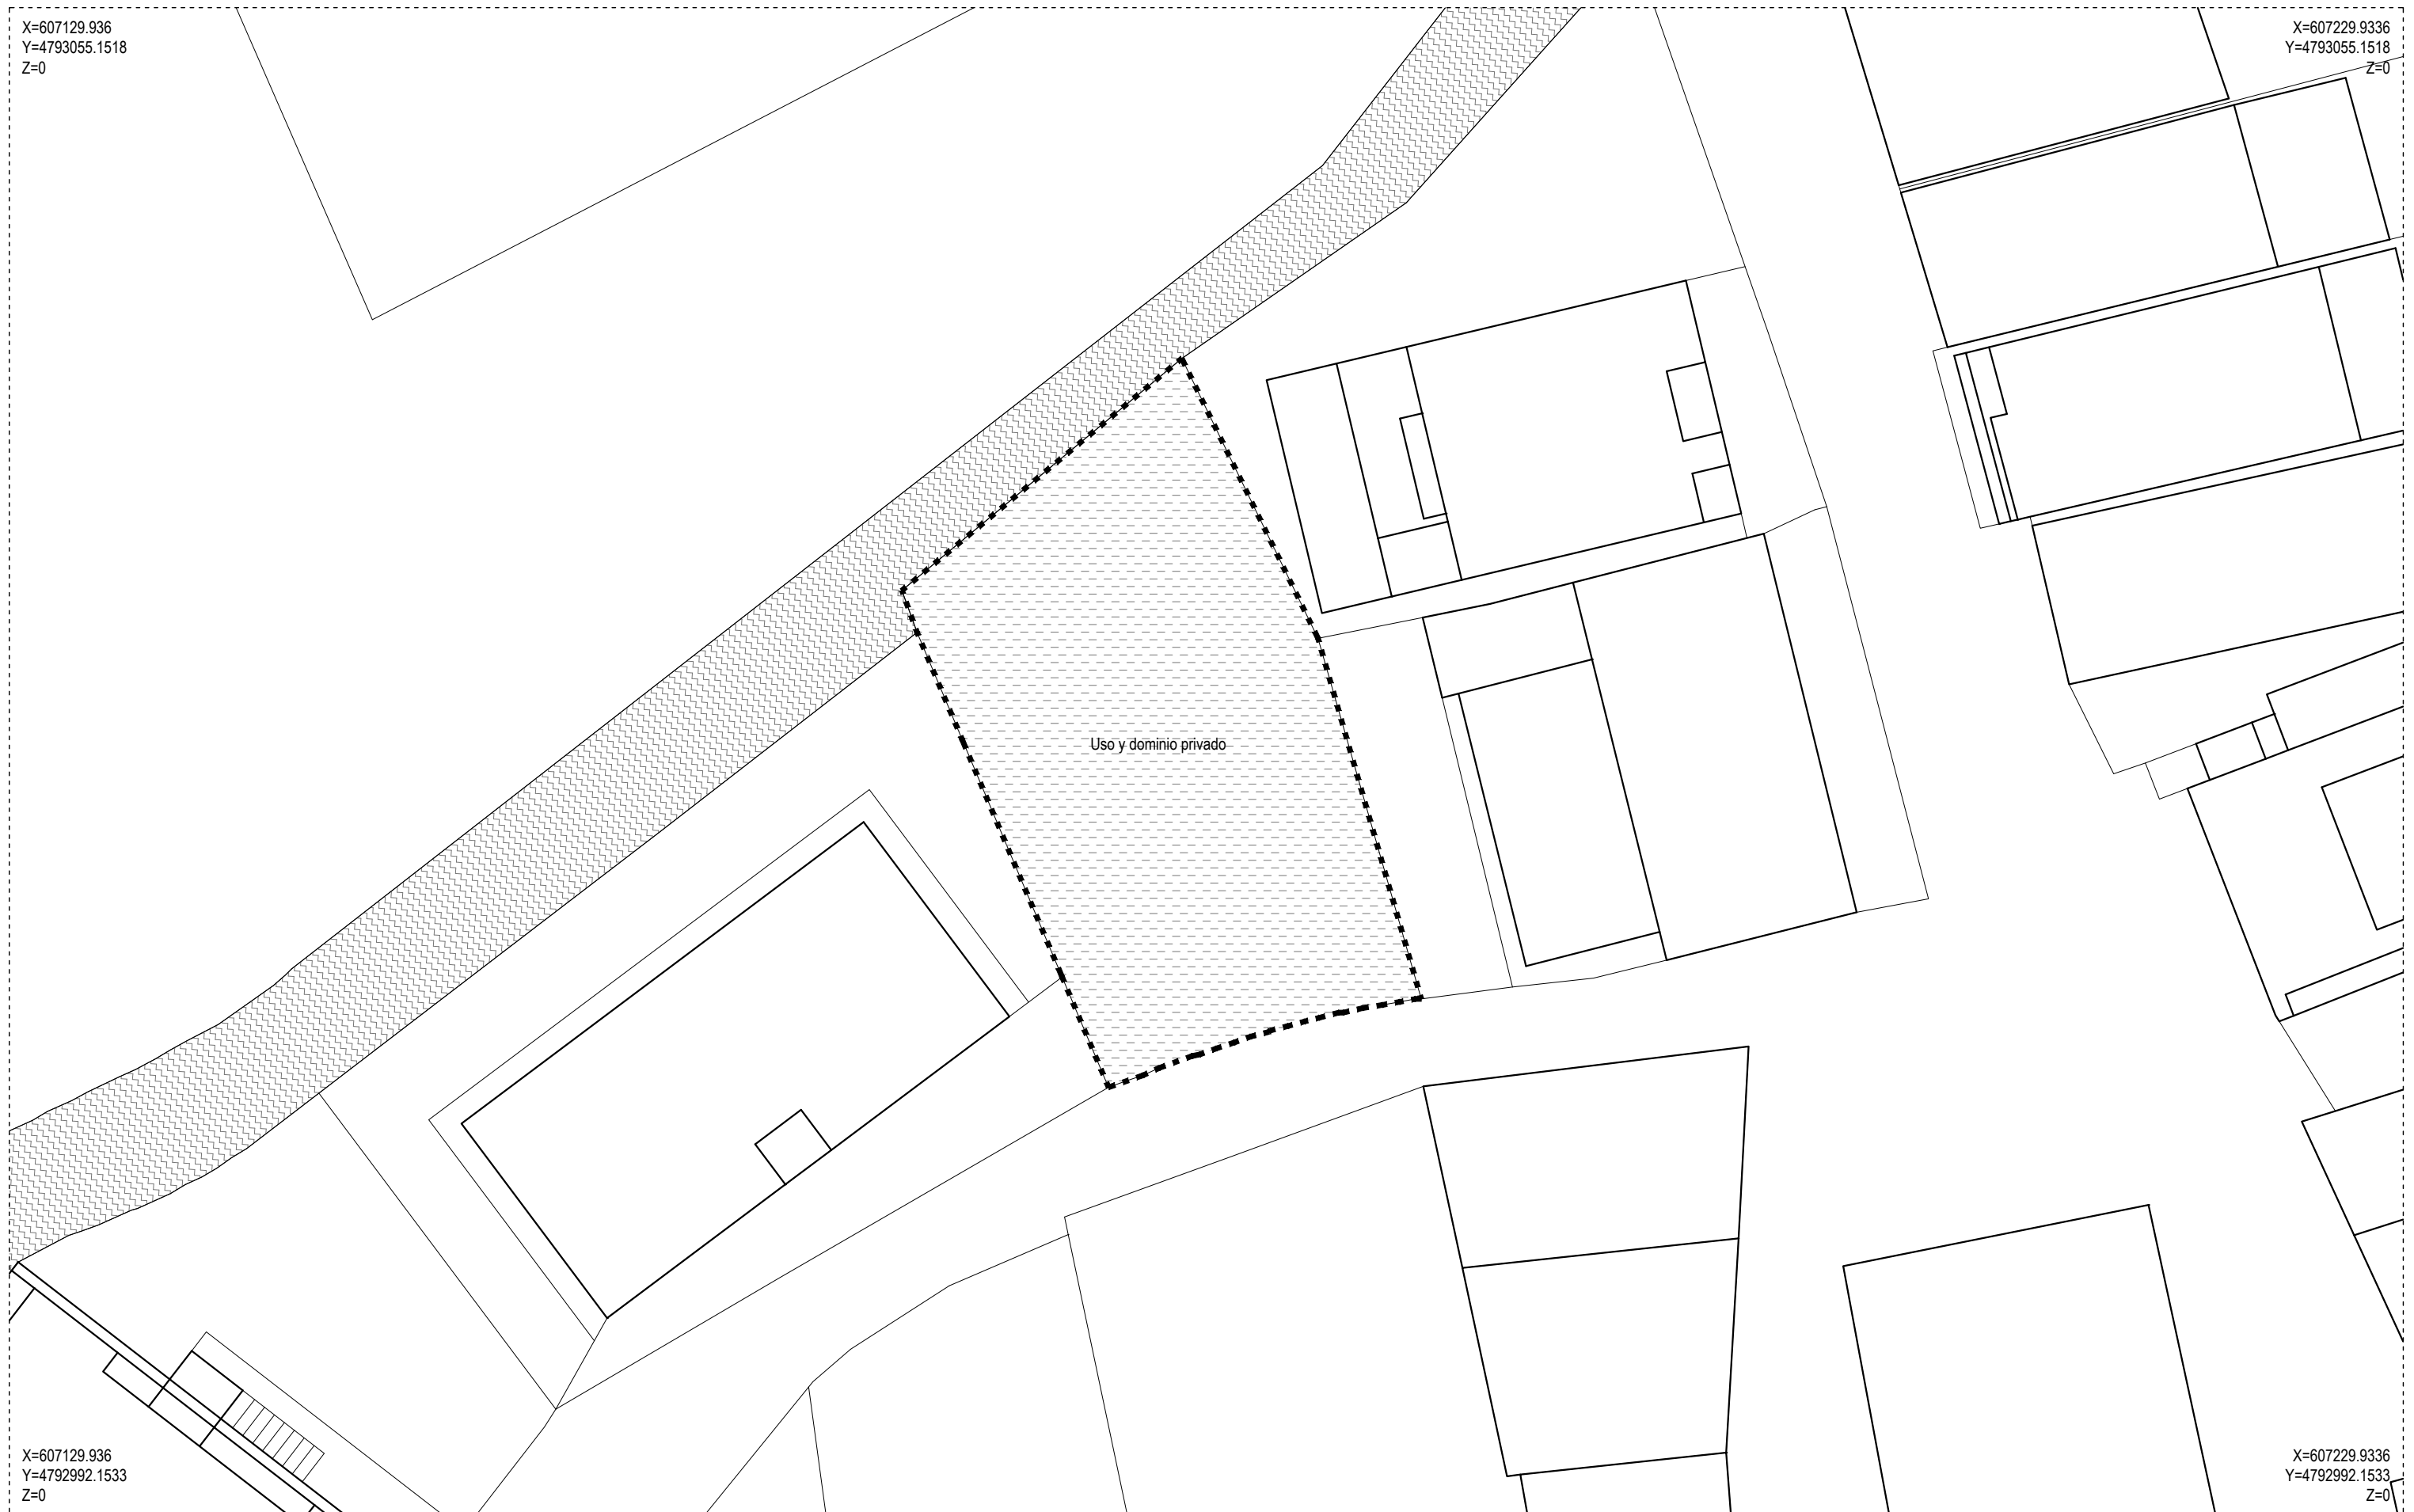 X=607129.936
Y=4793055.1518
Z=0
X=607229.9336
Y=4793055.1518
Z=0
Uso y dominio privado
X=607129.936
Y=4792992.1533
Z=0
X=607229.9336
Y=4792992.1533
Z=0